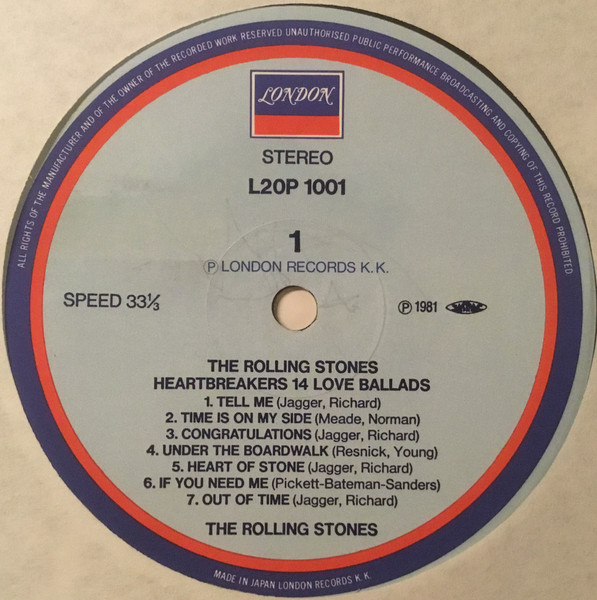 ALL RIGHTS OF THE MANUFACTURER AND OF THE OWNER OF THE RECORDED WORK RESERVED UNAUTHORISED PUBLIC PERFORMANCE BROADCASTING AND COPYING OF THIS RECORD PROHIBITED
LONDON
STEREO
L20P 1001
1
Ⓟ LONDON RECORDS K.K.
SPEED 33⅓
Ⓟ 1981
THE ROLLING STONES
HEARTBREAKERS 14 LOVE BALLADS
1. TELL ME (Jagger, Richard)
2. TIME IS ON MY SIDE (Meade, Norman)
3. CONGRATULATIONS (Jagger, Richard)
4. UNDER THE BOARDWALK (Resnick, Young)
5. HEART OF STONE (Jagger, Richard)
6. IF YOU NEED ME (Pickett-Bateman-Sanders)
7. OUT OF TIME (Jagger, Richard)
THE ROLLING STONES
MADE IN JAPAN LONDON RECORDS K.K.